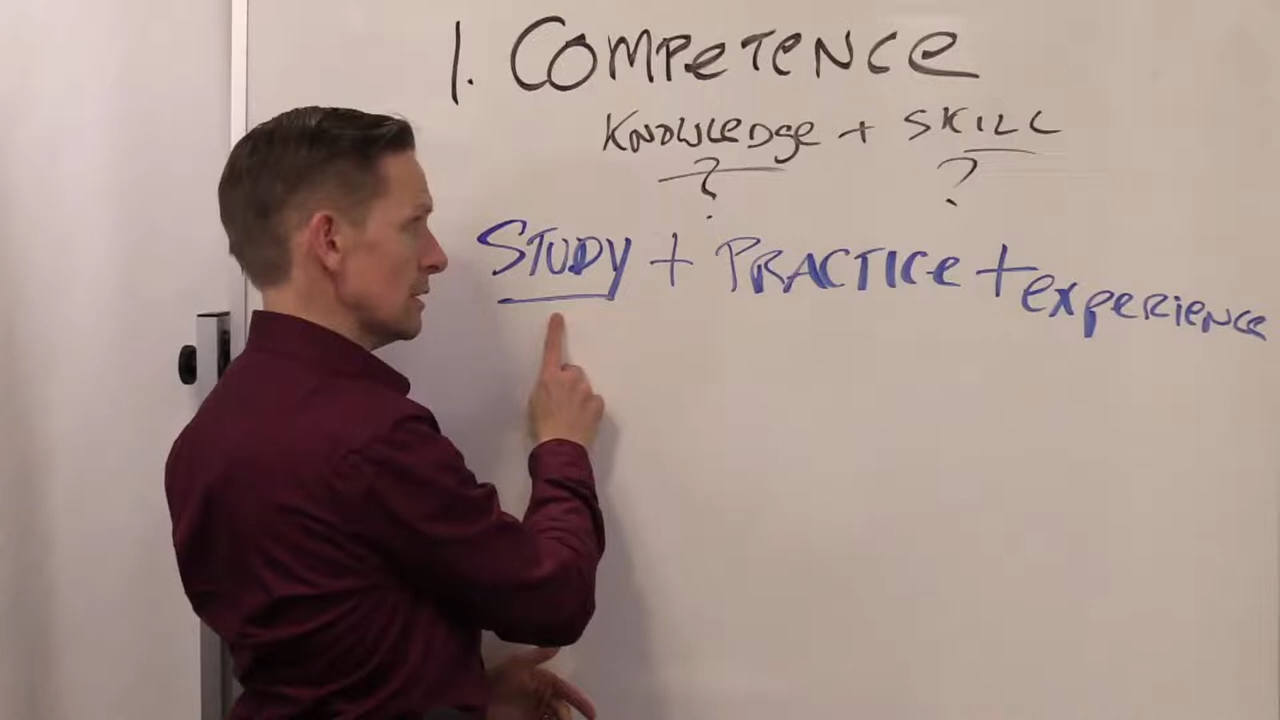 1. COMPeTeNCe
KNOWLeDge + SKILL
? ?
STUDY + PRACTICe + experieNce